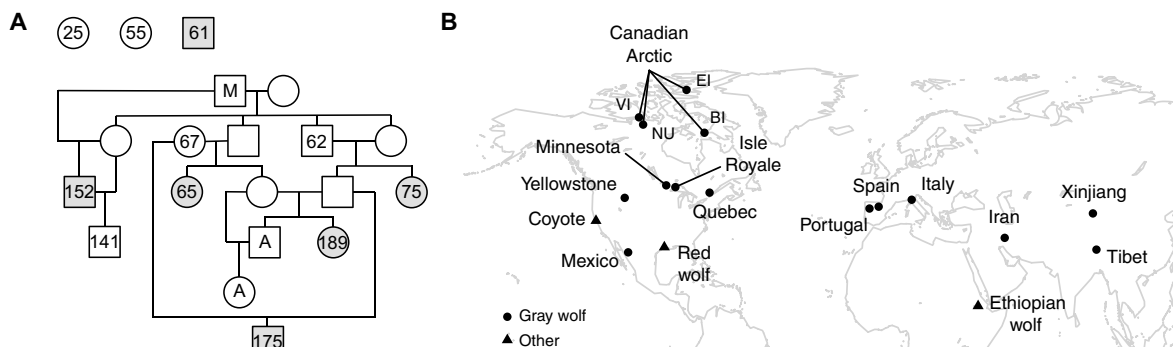 A
25
55
61
M
67
62
152
65
75
141
A
189
A
175
B
Canadian
Arctic
EI
VI
NU
BI
Minnesota
Isle
Royale
Yellowstone
Quebec
Coyote
Mexico
Red
wolf
Spain
Italy
Portugal
Iran
Xinjiang
Tibet
Ethiopian
wolf
Gray wolf
Other